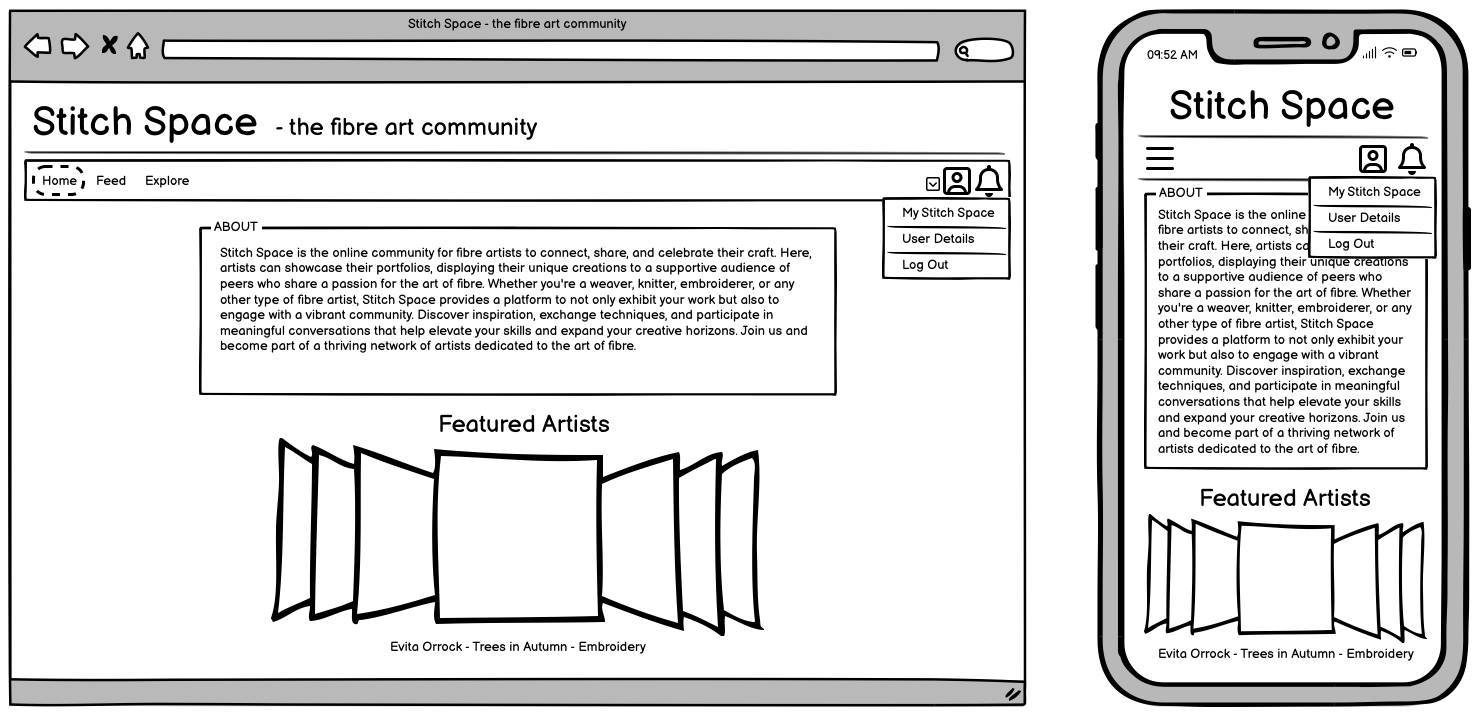 Stitch Space - the fibre art community
Stitch Space - the fibre art community
Home Feed Explore
My Stitch Space
User Details
Log Out
ABOUT
Stitch Space is the online community for fibre artists to connect, share, and celebrate their craft. Here,
artists can showcase their portfolios, displaying their unique creations to a supportive audience of
peers who share a passion for the art of fibre. Whether you're a weaver, knitter, embroiderer, or any
other type of fibre artist, Stitch Space provides a platform to not only exhibit your work but also to
engage with a vibrant community. Discover inspiration, exchange techniques, and participate in
meaningful conversations that help elevate your skills and expand your creative horizons. Join us and
become part of a thriving network of artists dedicated to the art of fibre.
Featured Artists
Evita Orrock - Trees in Autumn - Embroidery
09:52 AM
Stitch Space
My Stitch Space
User Details
Log Out
ABOUT
Stitch Space is the online
fibre artists to connect, sh
their craft. Here, artists ca
portfolios, displaying their unique creations
to a supportive audience of peers who
share a passion for the art of fibre. Whether
you're a weaver, knitter, embroiderer, or any
other type of fibre artist, Stitch Space
provides a platform to not only exhibit your
work but also to engage with a vibrant
community. Discover inspiration, exchange
techniques, and participate in meaningful
conversations that help elevate your skills
and expand your creative horizons. Join us
and become part of a thriving network of
artists dedicated to the art of fibre.
Featured Artists
Evita Orrock - Trees in Autumn - Embroidery